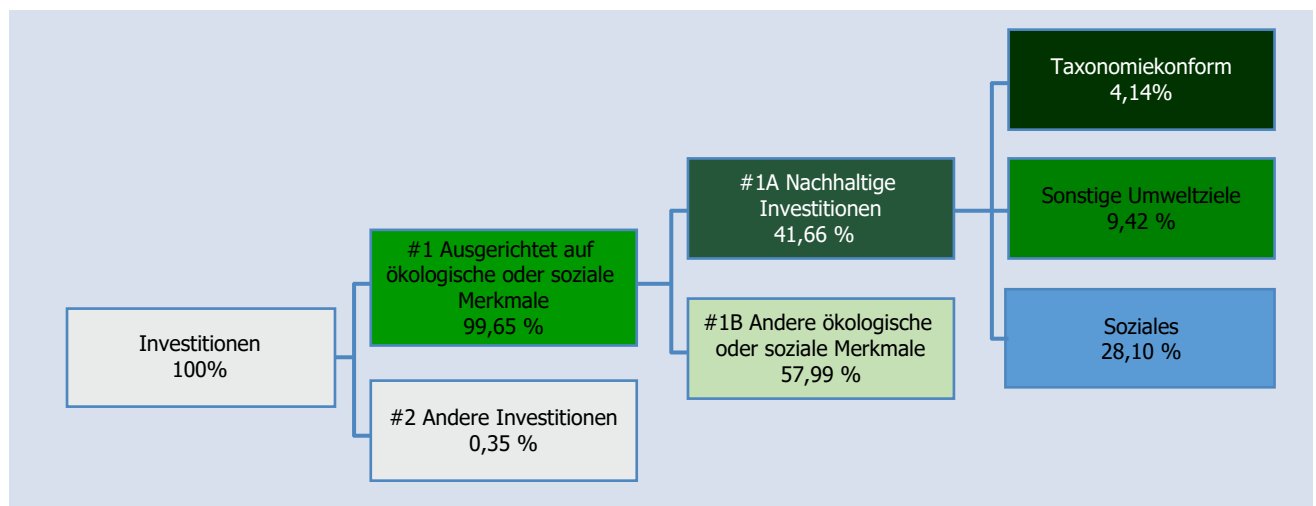 Investitionen
100%
#1 Ausgerichtet auf
ökologische oder soziale
Merkmale
99,65 %
#2 Andere Investitionen
0,35 %
#1A Nachhaltige
Investitionen
41,66 %
#1B Andere ökologische
oder soziale Merkmale
57,99 %
Taxonomiekonform
4,14%
Sonstige Umweltziele
9,42 %
Soziales
28,10 %